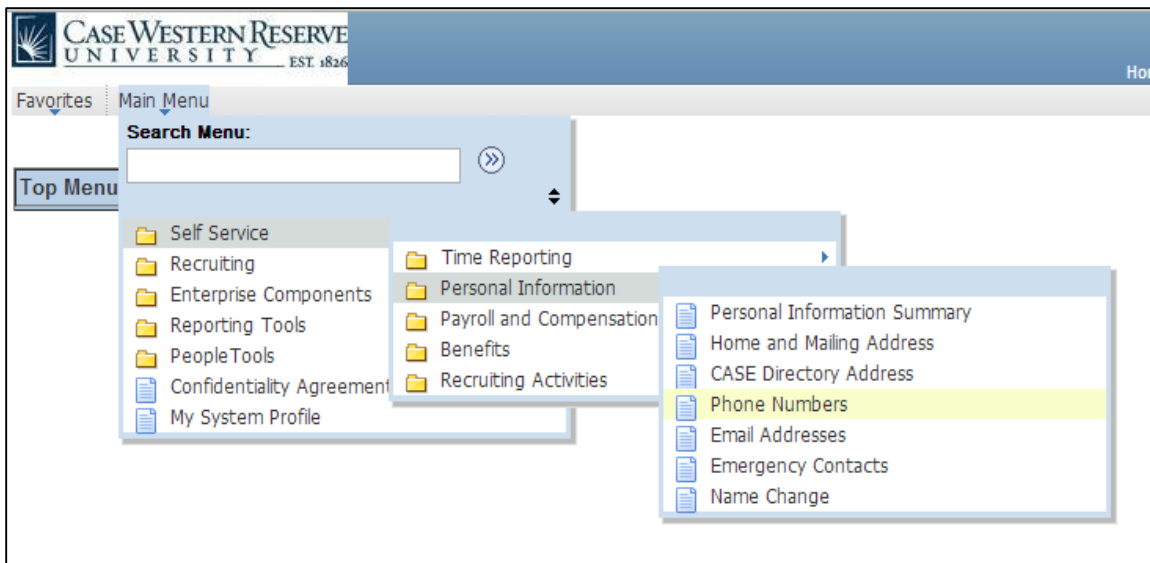 CASE WESTERN RESERVE
UNIVERSITY EST. 1826
Favorites Main Menu
Search Menu:
Top Menu
Self Service
Recruiting
Enterprise Components
Reporting Tools
PeopleTools
Confidentiality Agreement
My System Profile
Time Reporting
Personal Information
Payroll and Compensation
Benefits
Recruiting Activities
Personal Information Summary
Home and Mailing Address
CASE Directory Address
Phone Numbers
Email Addresses
Emergency Contacts
Name Change